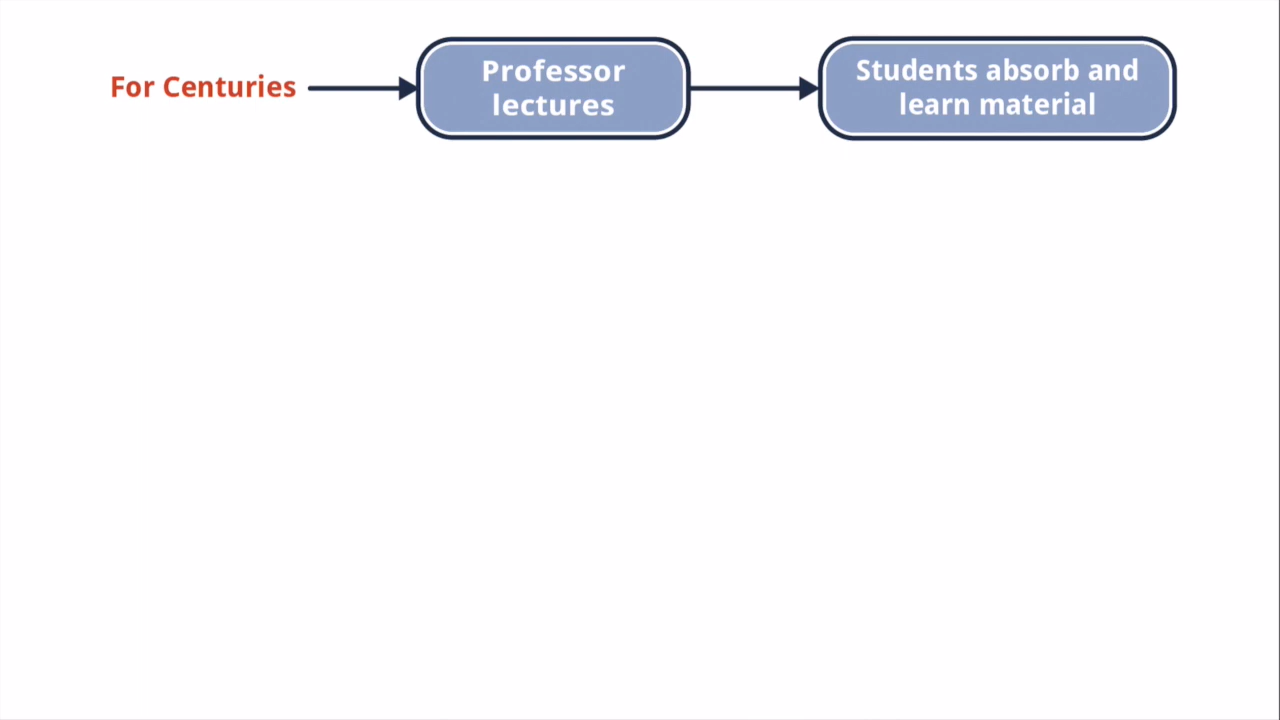 For Centuries
Professor
lectures
Students absorb and
learn material